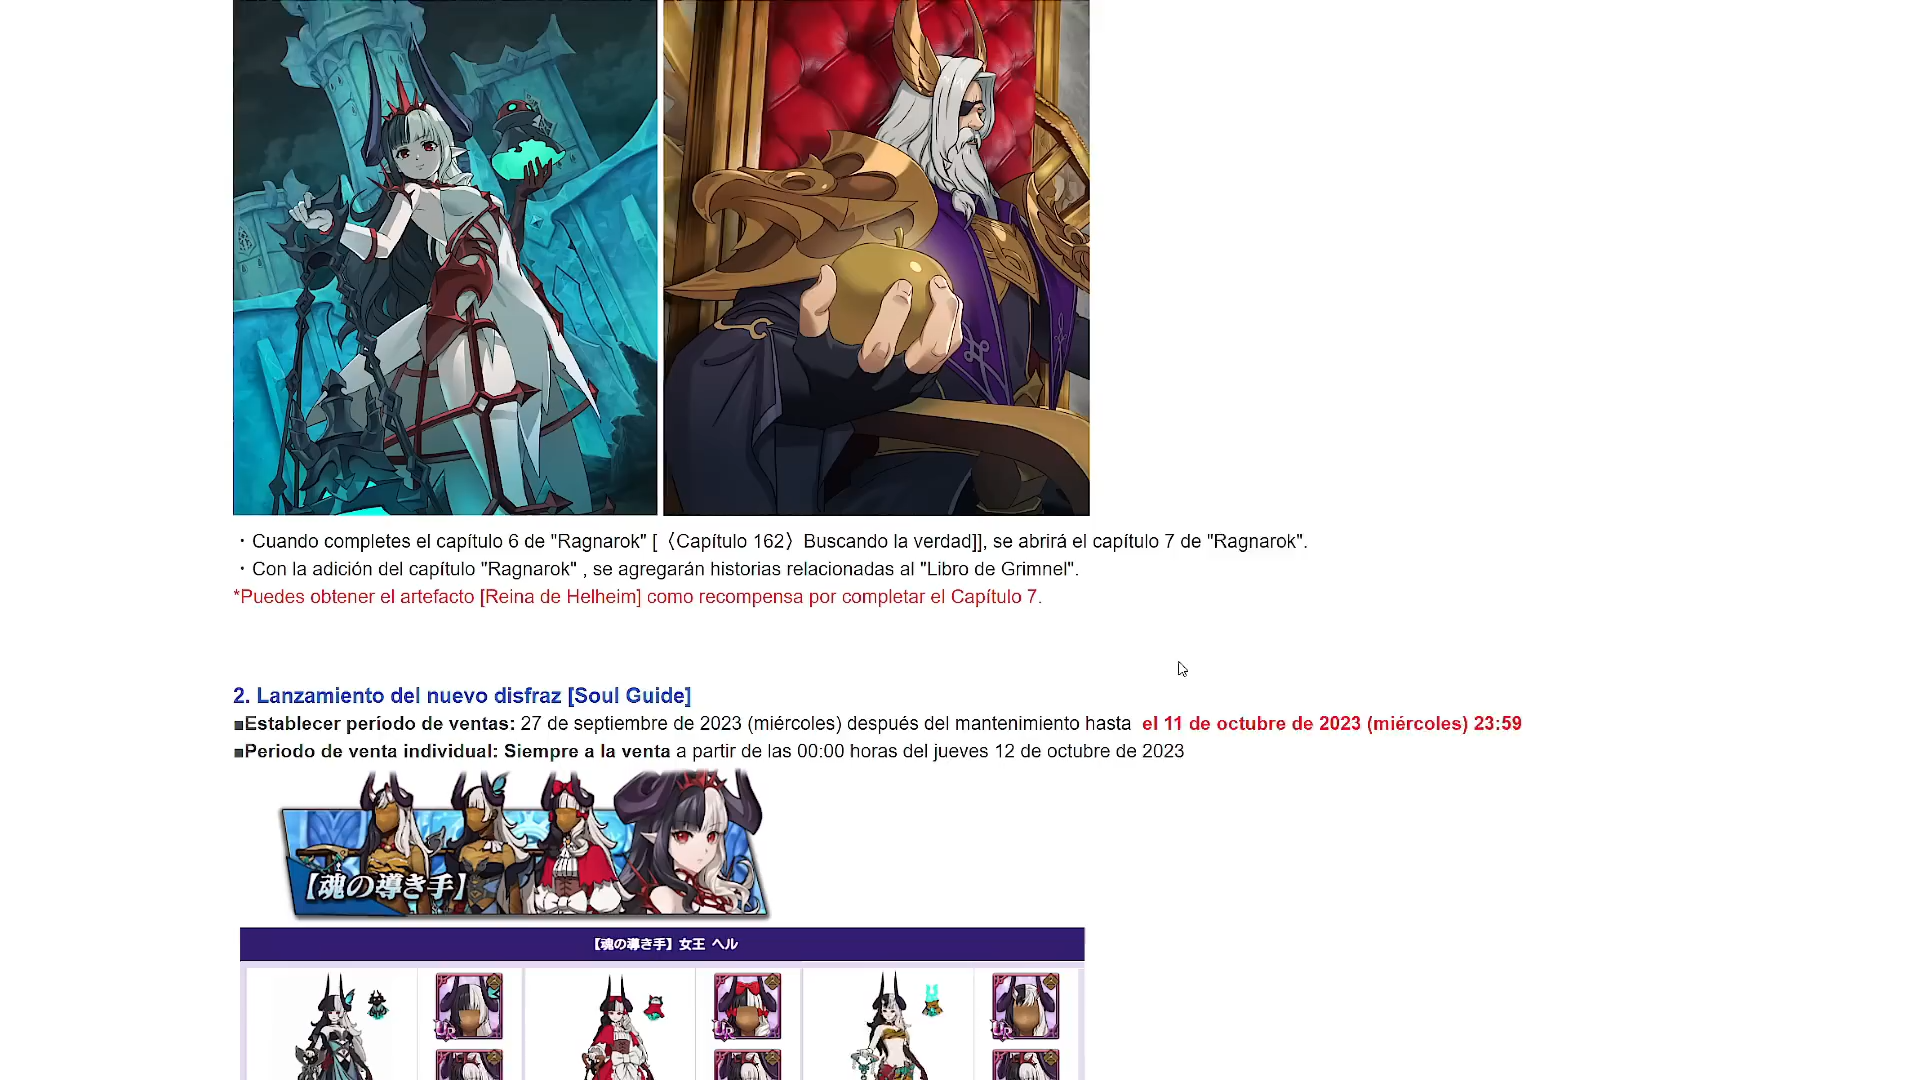 ・Cuando completes el capítulo 6 de "Ragnarok" [〈Capítulo 162〉Buscando la verdad]], se abrirá el capítulo 7 de "Ragnarok".
・Con la adición del capítulo "Ragnarok" , se agregarán historias relacionadas al "Libro de Grimnel".
*Puedes obtener el artefacto [Reina de Helheim] como recompensa por completar el Capítulo 7.
2. Lanzamiento del nuevo disfraz [Soul Guide]
■Establecer período de ventas: 27 de septiembre de 2023 (miércoles) después del mantenimiento hasta el 11 de octubre de 2023 (miércoles) 23:59
■Periodo de venta individual: Siempre a la venta a partir de las 00:00 horas del jueves 12 de octubre de 2023
【魂の導き手】
【魂の導き手】女王 ヘル
UR UR UR